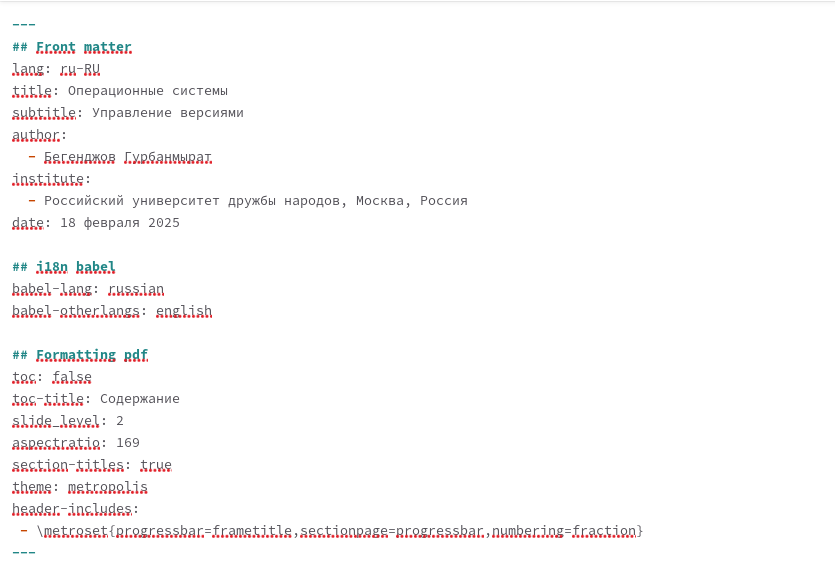 ---
## Front matter
lang: ru-RU
title: Операционные системы
subtitle: Управление версиями
author:
  - Бегенджов Гурбанмырат
institute:
  - Российский университет дружбы народов, Москва, Россия
date: 18 февраля 2025

## i18n babel
babel-lang: russian
babel-otherlangs: english

## Formatting pdf
toc: false
toc-title: Содержание
slide_level: 2
aspectratio: 169
section-titles: true
theme: metropolis
header-includes:
 - \metroset{progressbar=frametitle,sectionpage=progressbar,numbering=fraction}
---